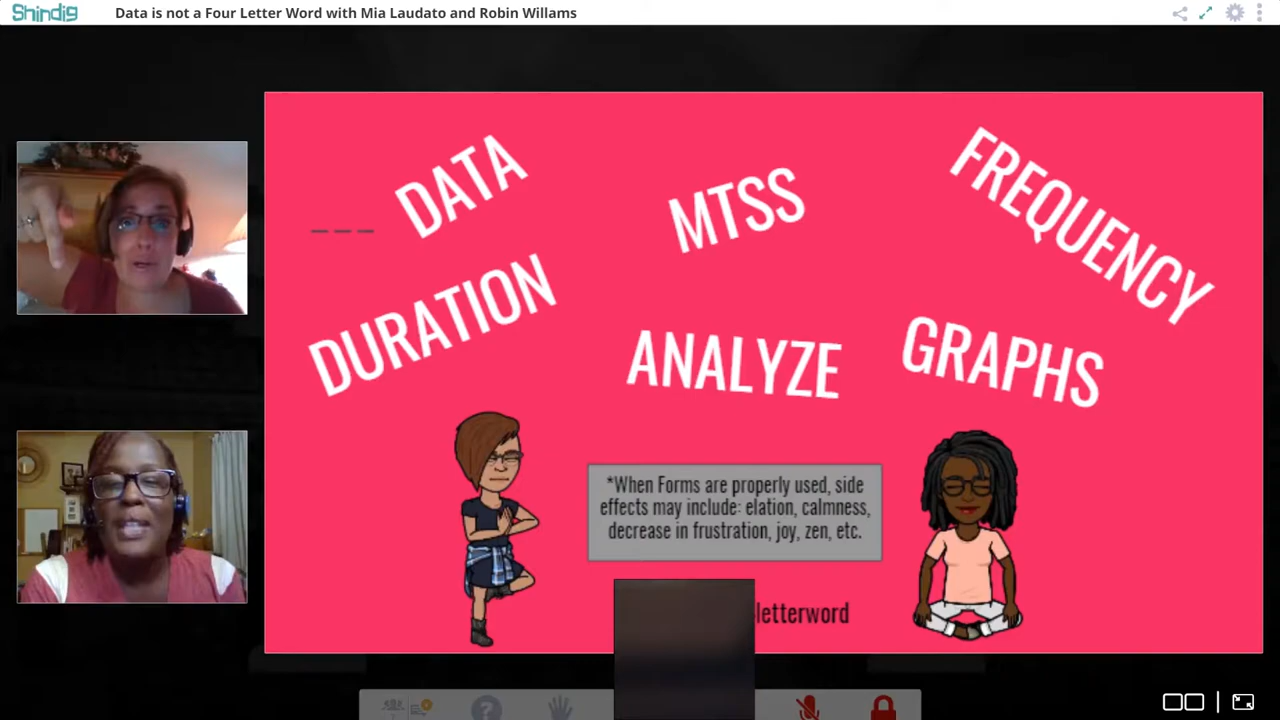 Shindig
Data is not a Four Letter Word with Mia Laudato and Robin Willams
DATA
MTSS
FREQUENCY
DURATION
ANALYZE
GRAPHS
*When Forms are properly used, side
effects may include: elation, calmness,
decrease in frustration, joy, zen, etc.
letterword